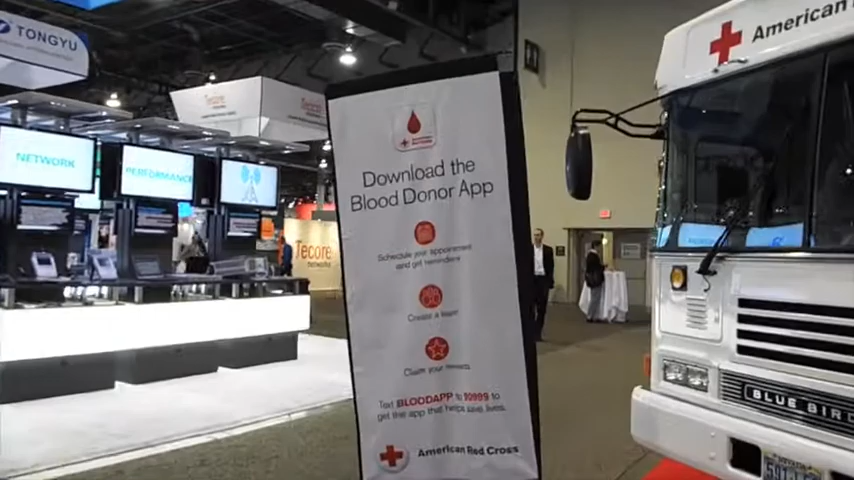 TONGYU
NETWORK
PERFORMANCE
Tecore
Tecore
NETWORKS
Download the
Blood Donor App
Schedule your appointment
and get reminders
Create a team
Claim your rewards
Text BLOODAPP to 90999
or get the app that helps save lives.
American Red Cross
American
BLUE BIRD